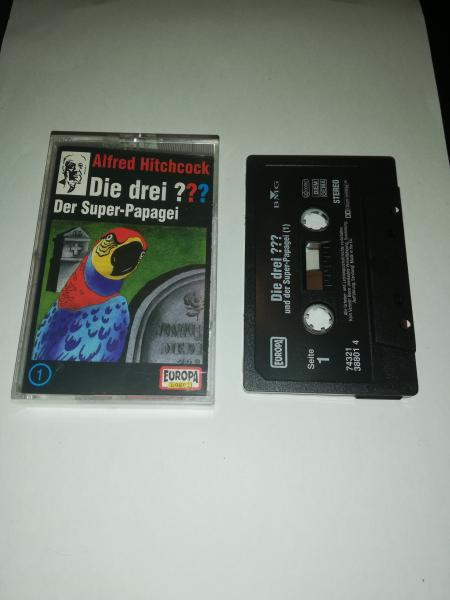 Alfred Hitchcock
Die drei ???
Der Super-Papagei
1
EUROPA
Logo!
BMG
STEREO
Die drei ???
und der Super-Papagei (1)
EUROPA
Seite
1
74321
38801 4